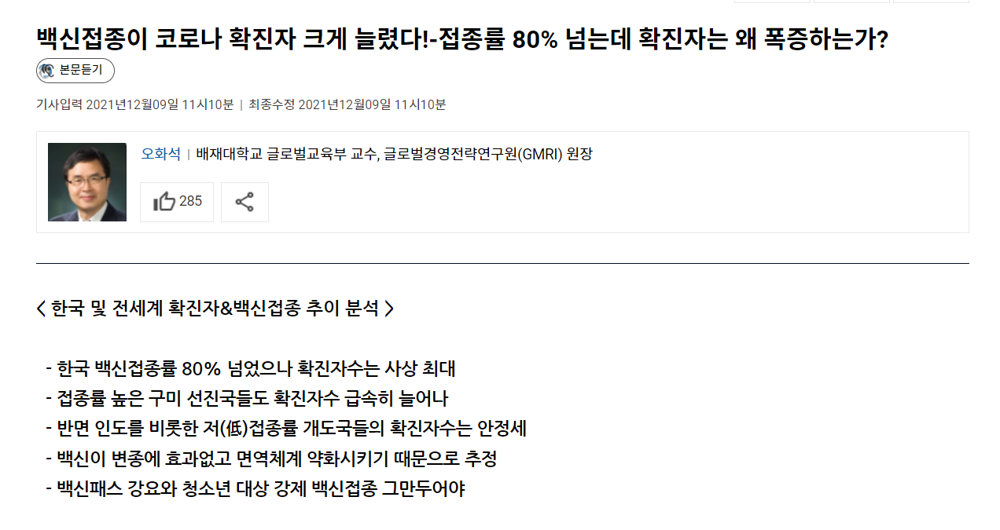 백신접종이 코로나 확진자 크게 늘렸다!-접종률 80% 넘는데 확진자는 왜 폭증하는가?
본문듣기
기사입력 2021년12월09일 11시10분 | 최종수정 2021년12월09일 11시10분
오화석 | 배재대학교 글로벌교육부 교수, 글로벌경영전략연구원(GMRI) 원장
285
< 한국 및 전세계 확진자&백신접종 추이 분석 >
- 한국 백신접종률 80% 넘었으나 확진자수는 사상 최대
- 접종률 높은 구미 선진국들도 확진자수 급속히 늘어나
- 반면 인도를 비롯한 저(低)접종률 개도국들의 확진자수는 안정세
- 백신이 변종에 효과없고 면역체계 약화시키기 때문으로 추정
- 백신패스 강요와 청소년 대상 강제 백신접종 그만두어야